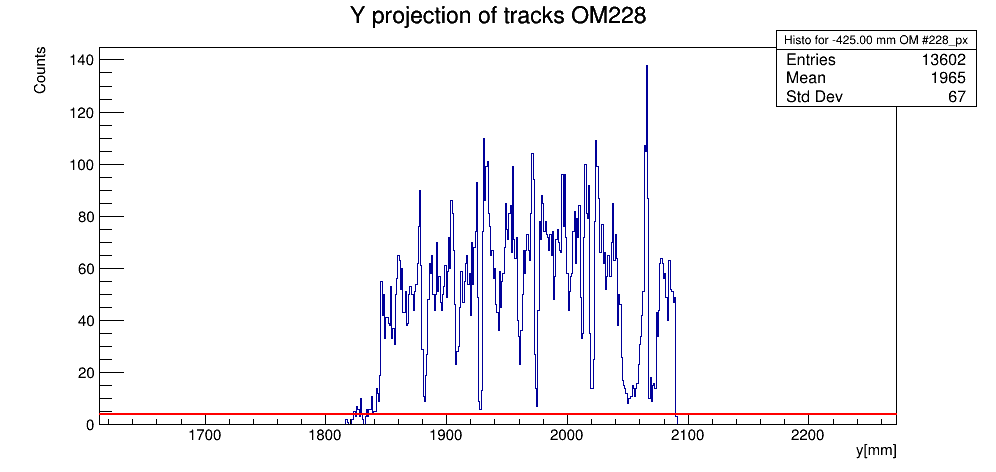 Y projection of tracks OM228
Histo for -425.00 mm OM #228_px
Entries 13602
Mean 1965
Std Dev 67
Counts
140
120
100
80
60
40
20
0
1700 1800 1900 2000 2100 2200
y[mm]